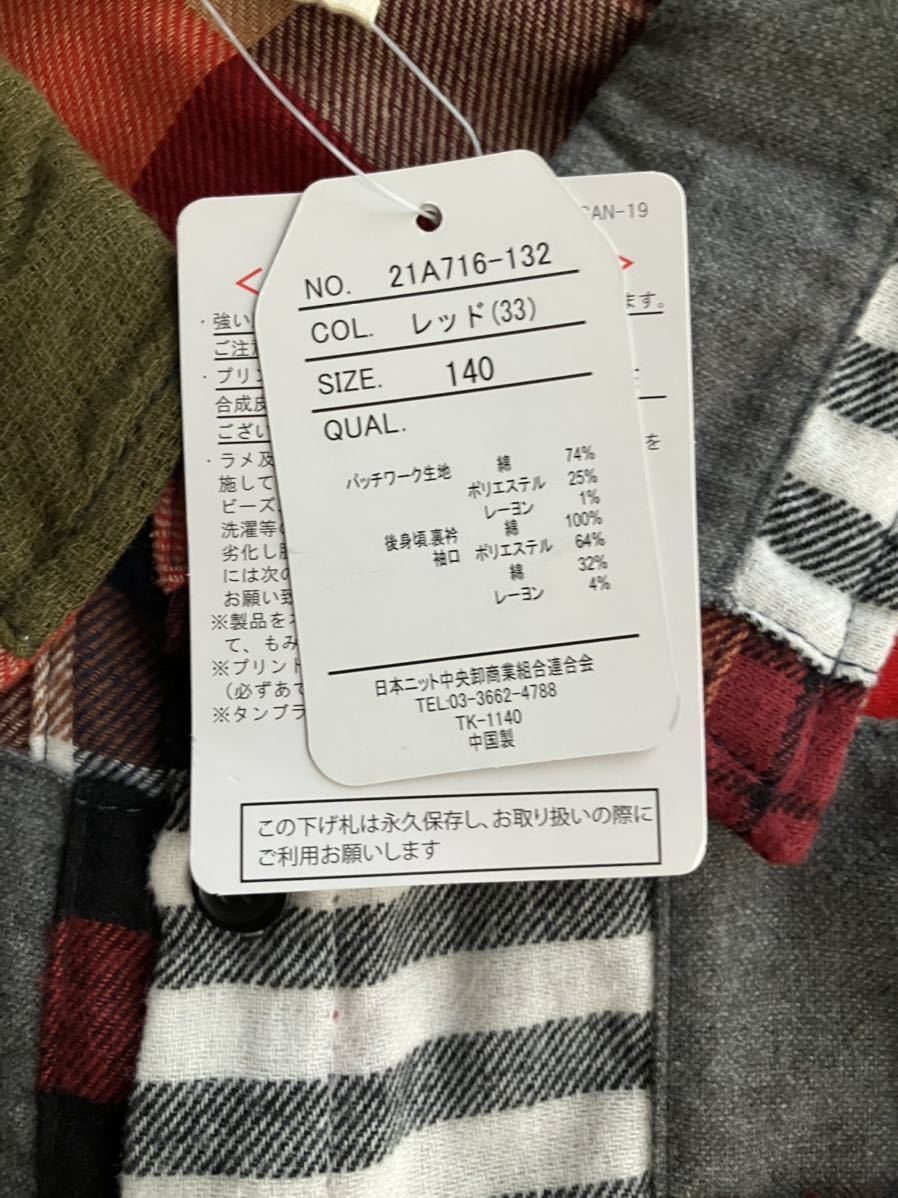 NO. 21A716-132
COL. レッド(33)
SIZE. 140
QUAL.
パッチワーク生地 綿 74%
ポリエステル 25%
レーヨン 1%
後身頃.裏衿 綿 100%
袖口 ポリエステル 64%
綿 32%
レーヨン 4%
日本ニット中央卸商業組合連合会
TEL:03-3662-4788
TK-1140
中国製
CAN-19
< >
・強い ます。
ご注
・プリン
合成皮
ござい
・ラメ及 を
施して
ビーズ
洗濯等の
劣化し
には次の
お願い致
※製品を
て、もみ
※プリント
(必ずあて
※タンブラ
この下げ札は永久保存し、お取り扱いの際に
ご利用お願いします